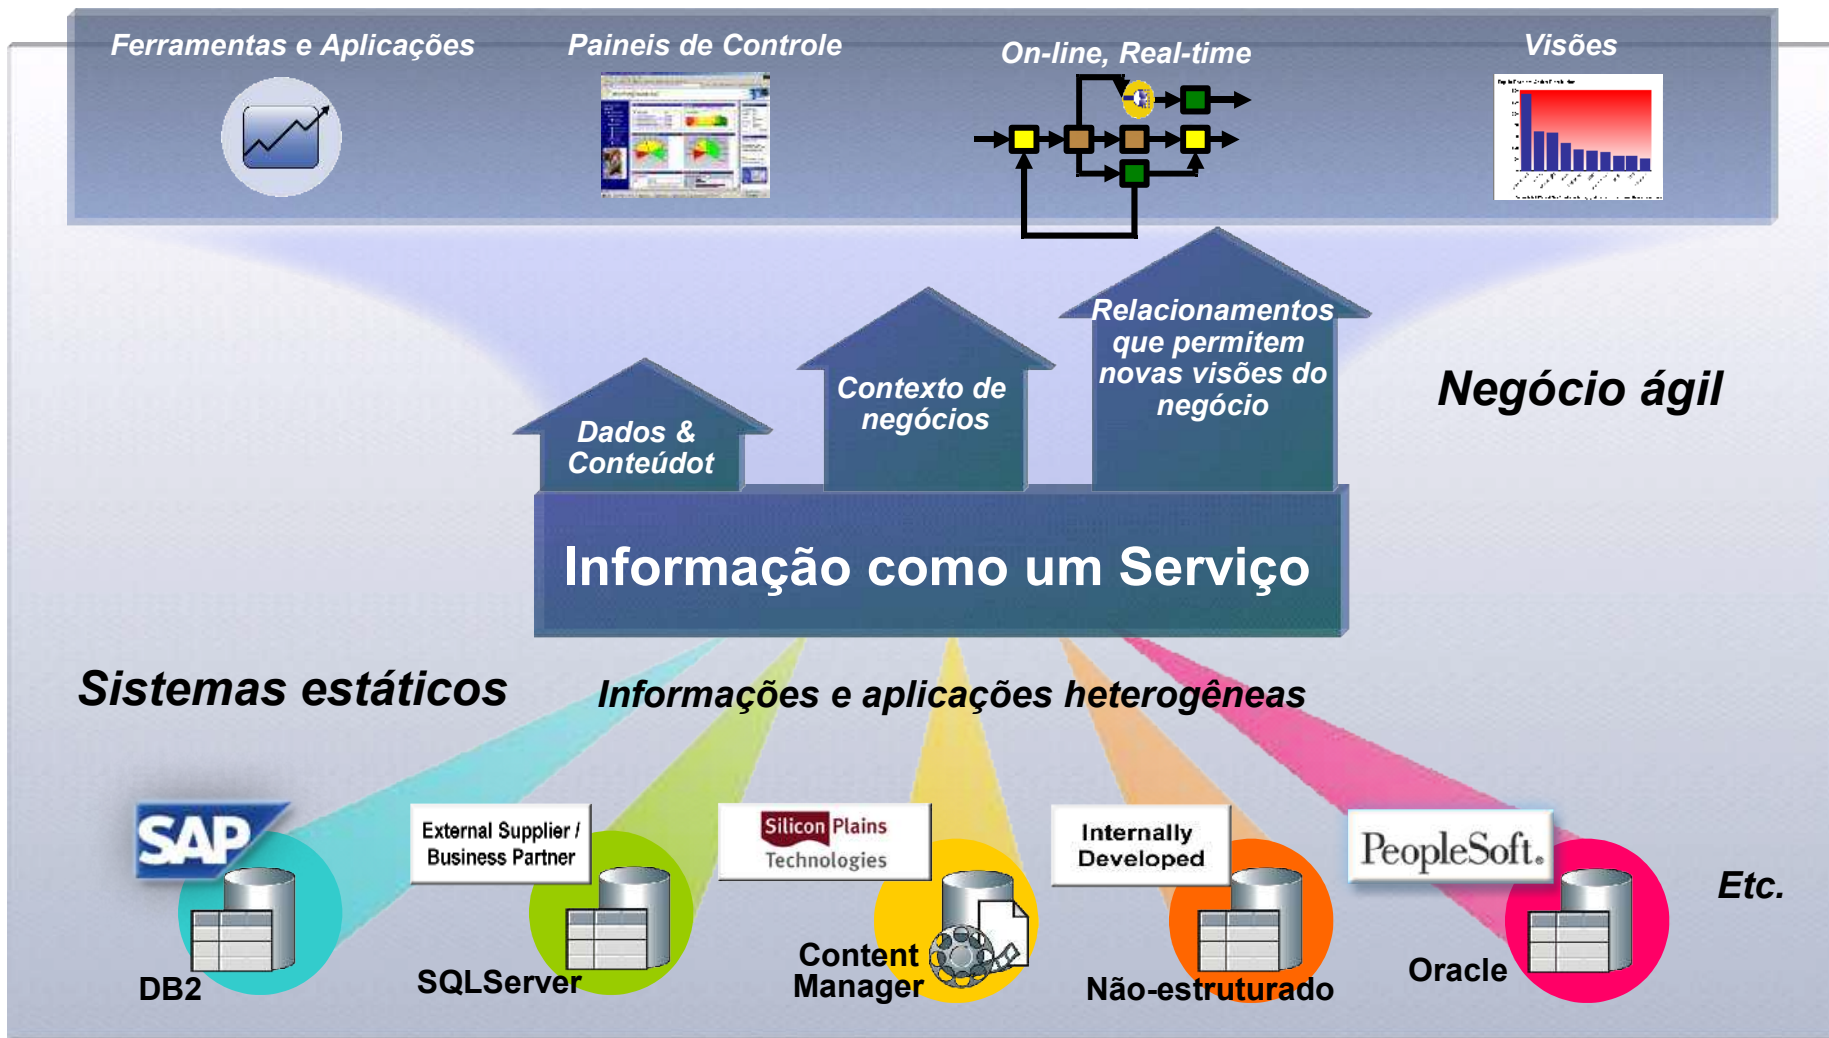 Ferramentas e Aplicações
Paineis de Controle
On-line, Real-time
Visões
Relacionamentos
que permitem
novas visões do
negócio
Contexto de
negócios
Dados &
Conteúdot
Negócio ágil
Informação como um Serviço
Sistemas estáticos
Informações e aplicações heterogêneas
SAP
External Supplier /
Business Partner
Silicon Plains
Technologies
Internally
Developed
PeopleSoft.
Etc.
DB2
SQLServer
Content
Manager
Não-estruturado
Oracle